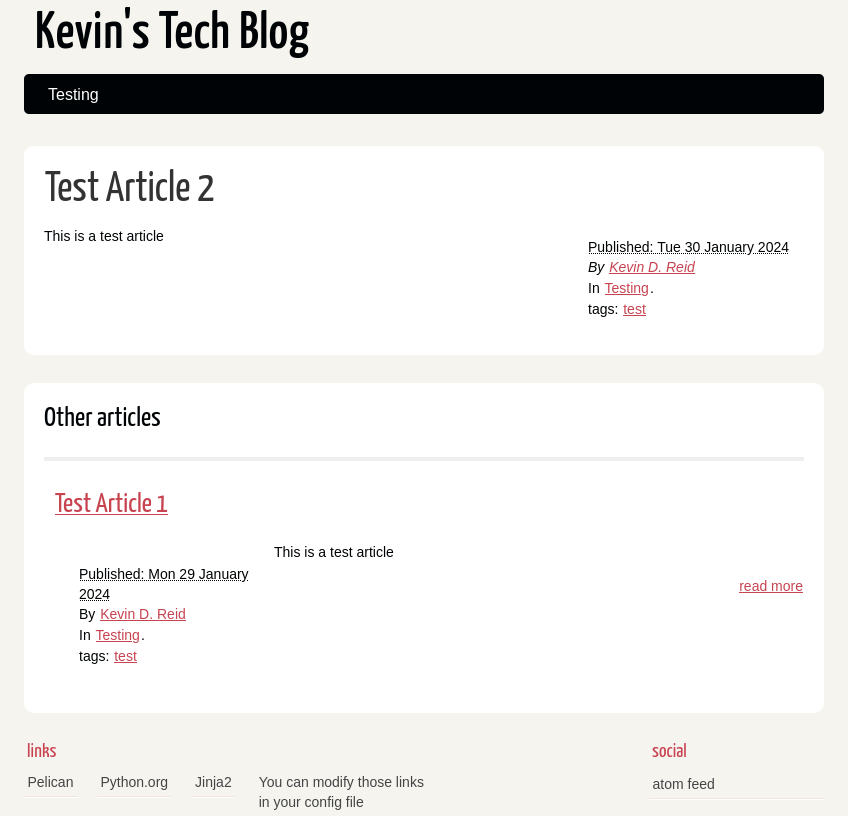 Kevin's Tech Blog
Testing
Test Article 2
This is a test article
Published: Tue 30 January 2024
By Kevin D. Reid
In Testing.
tags: test
Other articles
Test Article 1
This is a test article
Published: Mon 29 January
2024
By Kevin D. Reid
In Testing.
tags: test
read more
links
Pelican
Python.org
Jinja2
You can modify those links
in your config file
social
atom feed